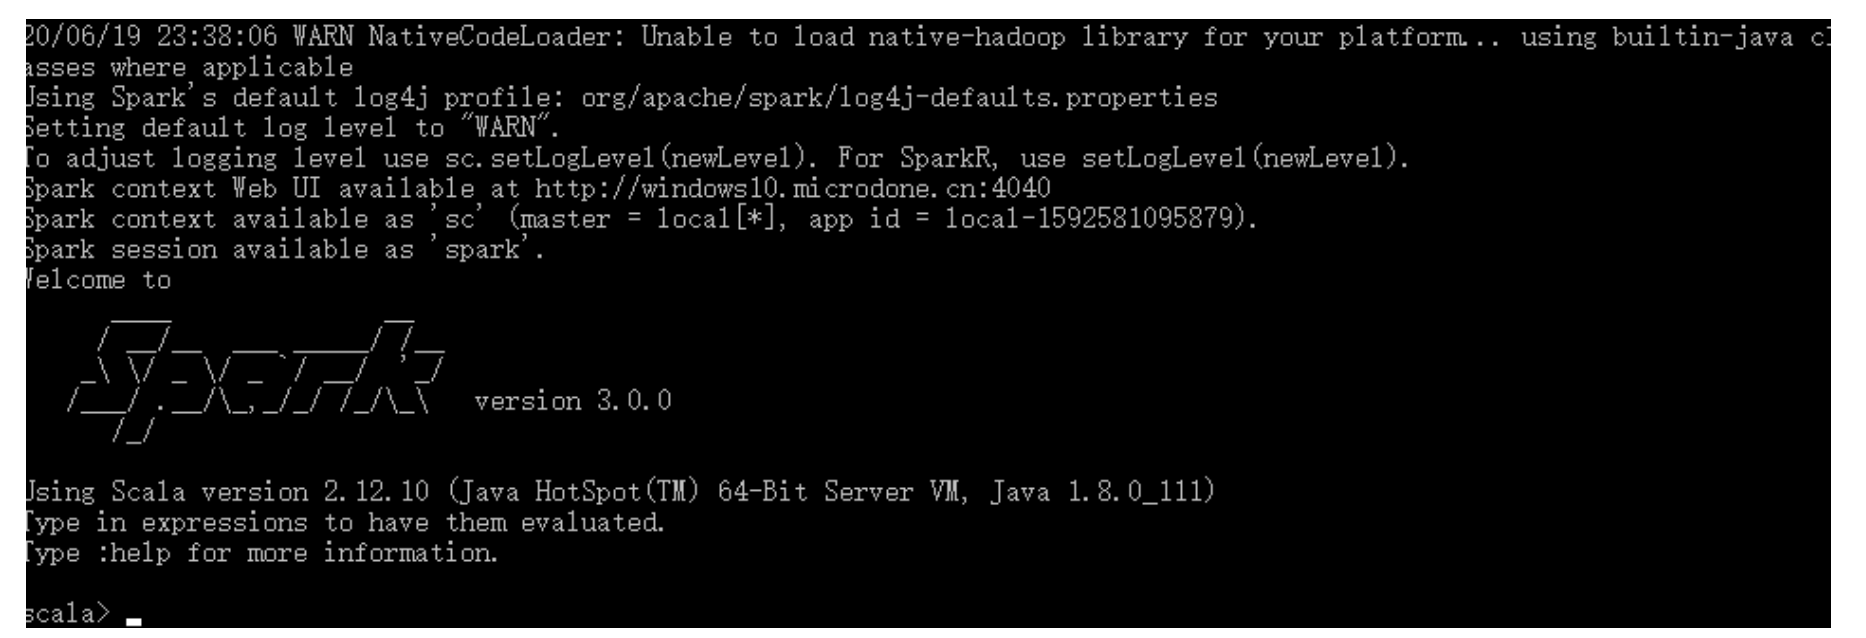 20/06/19 23:38:06 WARN NativeCodeLoader: Unable to load native-hadoop library for your platform... using builtin-java cl
asses where applicable
Using Spark's default log4j profile: org/apache/spark/log4j-defaults.properties
Setting default log level to "WARN".
To adjust logging level use sc.setLogLevel(newLevel). For SparkR, use setLogLevel(newLevel).
Spark context Web UI available at http://windows10.microdone.cn:4040
Spark context available as 'sc' (master = local[*], app id = local-1592581095879).
Spark session available as 'spark'.
Welcome to
Spark version 3.0.0
Using Scala version 2.12.10 (Java HotSpot(TM) 64-Bit Server VM, Java 1.8.0_111)
Type in expressions to have them evaluated.
Type :help for more information.
scala>